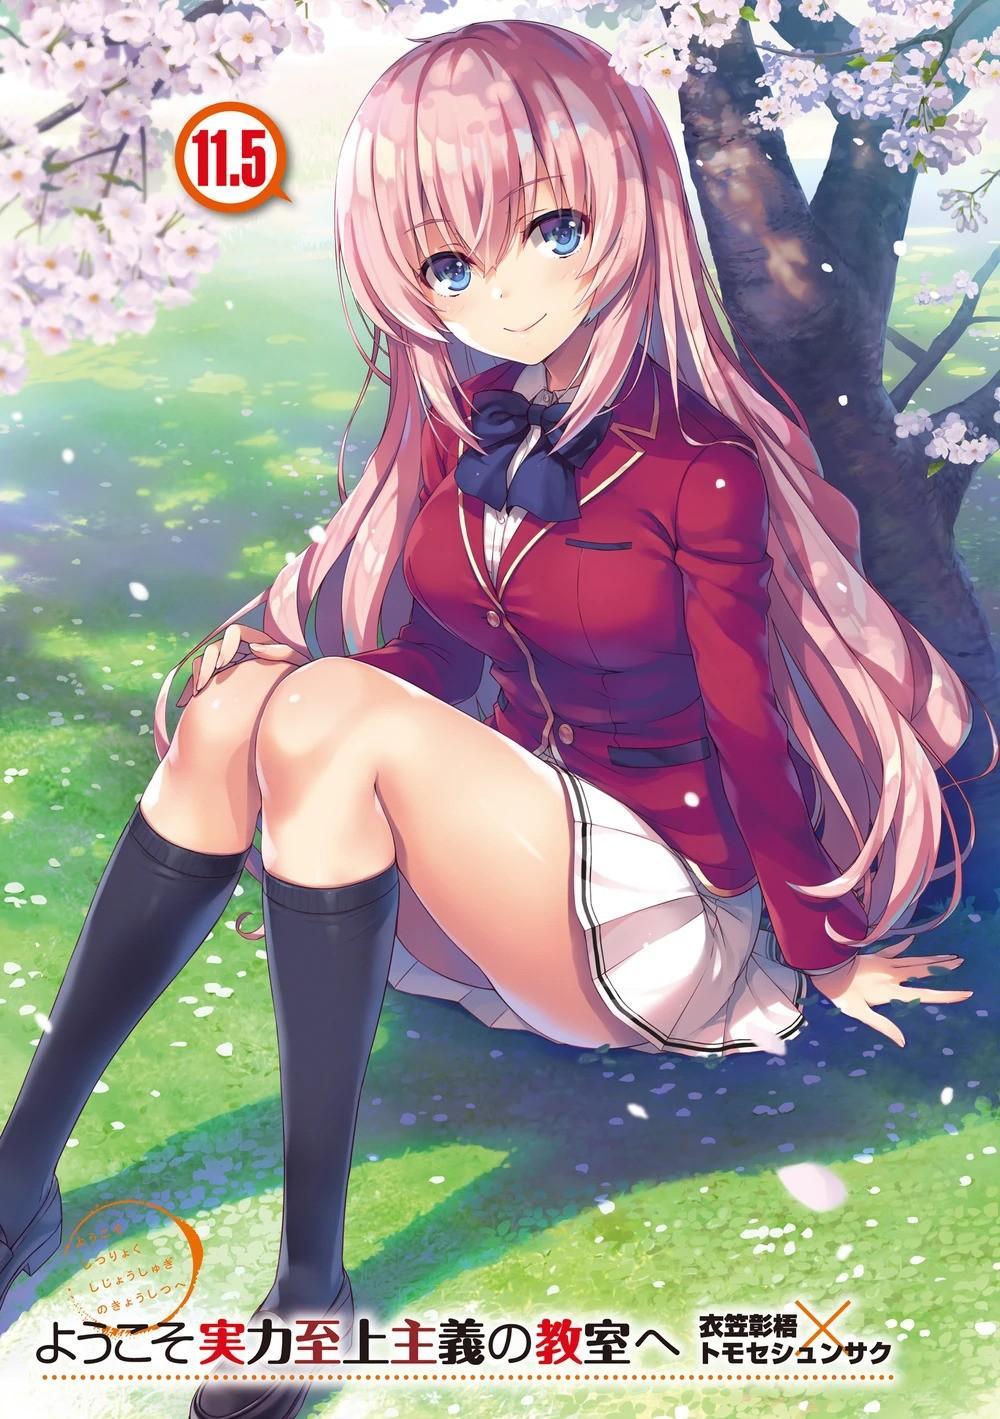 11.5
ようこそ
じつりょく
しじょうしゅぎ
のきょうしつへ
ようこそ実力至上主義の教室へ
衣笠彰梧
×
トモセシュンサク